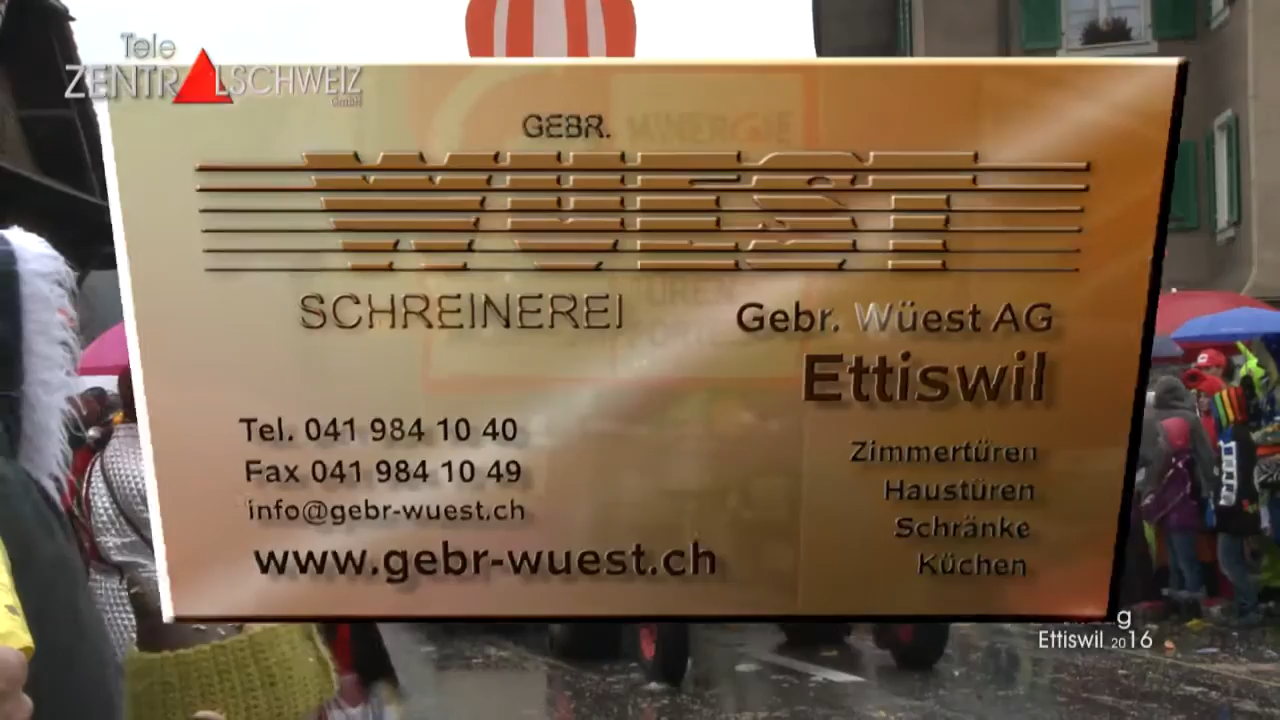 Tele
ZENTRALSCHWEIZ
GmbH
GEBR.
WUEST
SCHREINEREI
Gebr. Wüest AG
Ettiswil
Tel. 041 984 10 40
Fax 041 984 10 49
info@gebr-wuest.ch
www.gebr-wuest.ch
Zimmertüren
Haustüren
Schränke
Küchen
Ettiswil 2016